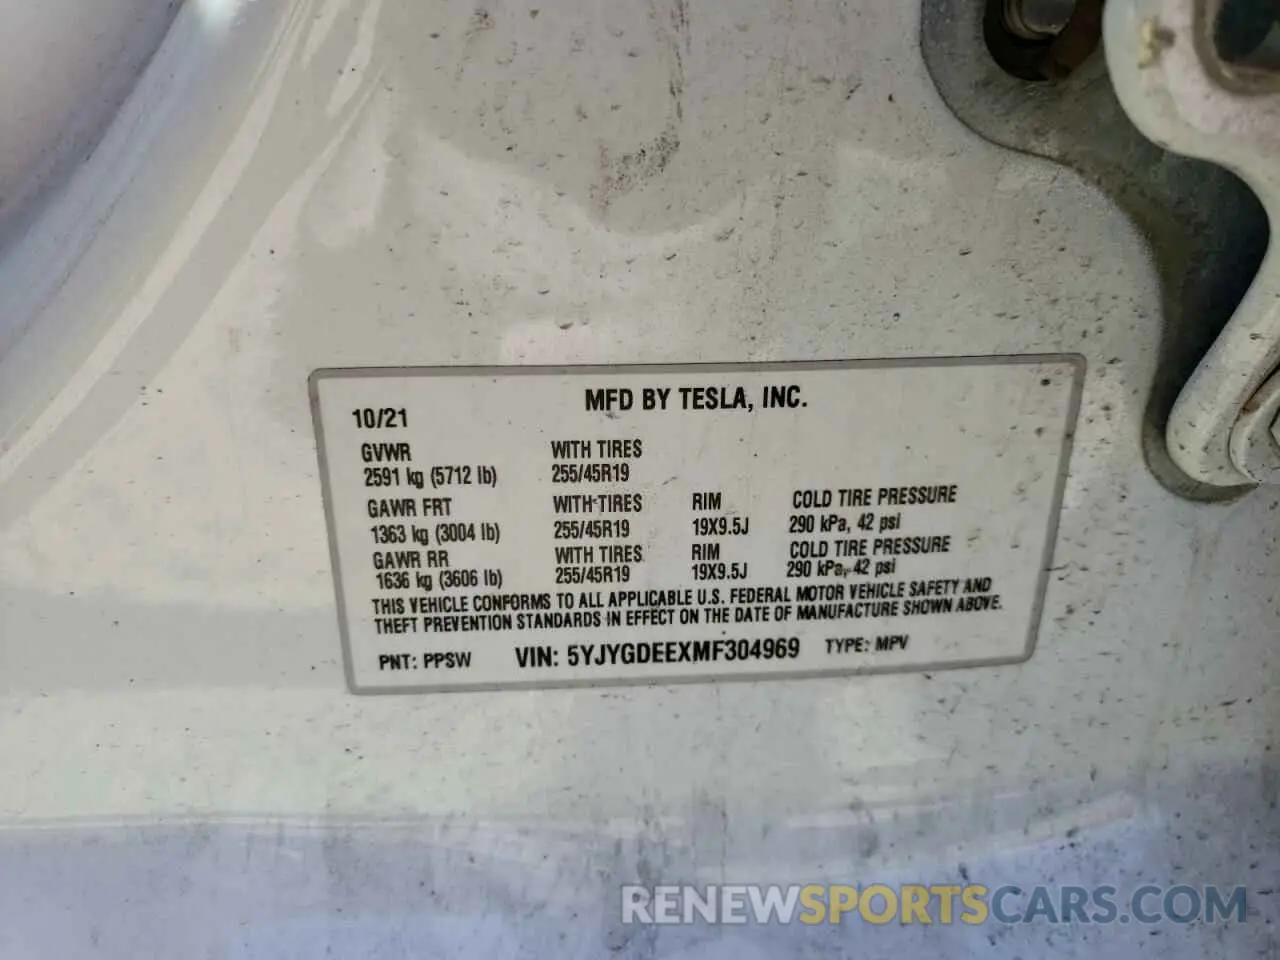 MFD BY TESLA, INC.
10/21
GVWR WITH TIRES
2591 kg (5712 lb) 255/45R19
GAWR FRT WITH TIRES RIM COLD TIRE PRESSURE
1363 kg (3004 lb) 255/45R19 19X9.5J 290 kPa, 42 psi
GAWR RR WITH TIRES RIM COLD TIRE PRESSURE
1636 kg (3606 lb) 255/45R19 19X9.5J 290 kPa, 42 psi
THIS VEHICLE CONFORMS TO ALL APPLICABLE U.S. FEDERAL MOTOR VEHICLE SAFETY AND
THEFT PREVENTION STANDARDS IN EFFECT ON THE DATE OF MANUFACTURE SHOWN ABOVE.
PNT: PPSW VIN: 5YJYGDEEXMF304969 TYPE: MPV
RENEWSPORTSCARS.COM